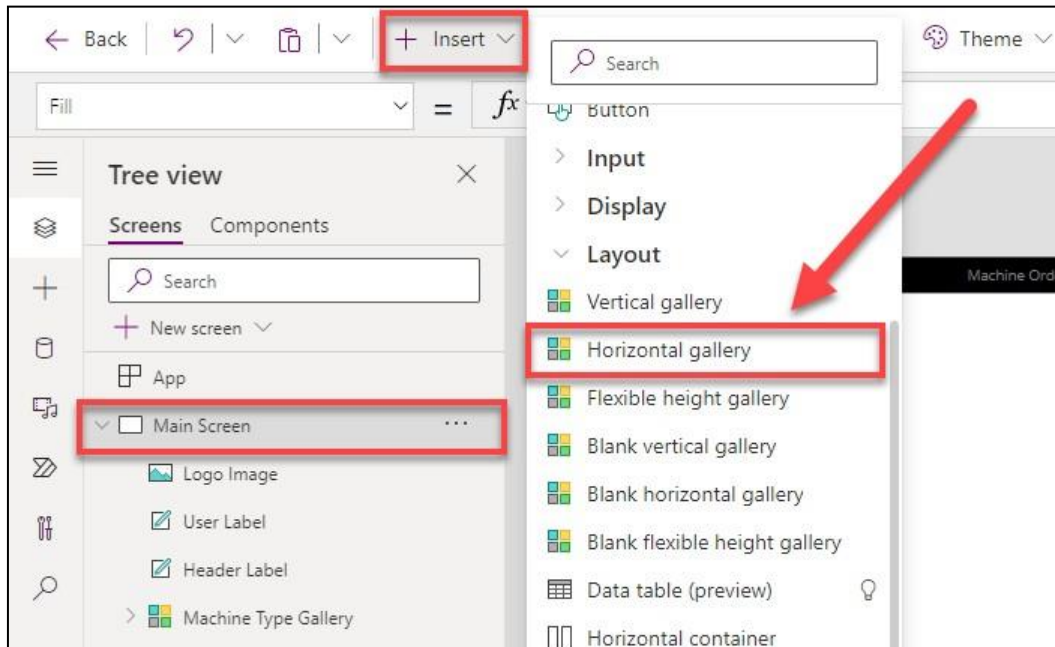 Back
Insert
Theme
Fill
=
fx
Search
Button
Input
Display
Layout
Vertical gallery
Horizontal gallery
Flexible height gallery
Blank vertical gallery
Blank horizontal gallery
Blank flexible height gallery
Data table (preview)
Horizontal container
Tree view
Screens Components
Search
New screen
App
Main Screen
Logo Image
User Label
Header Label
Machine Type Gallery
Machine Ord